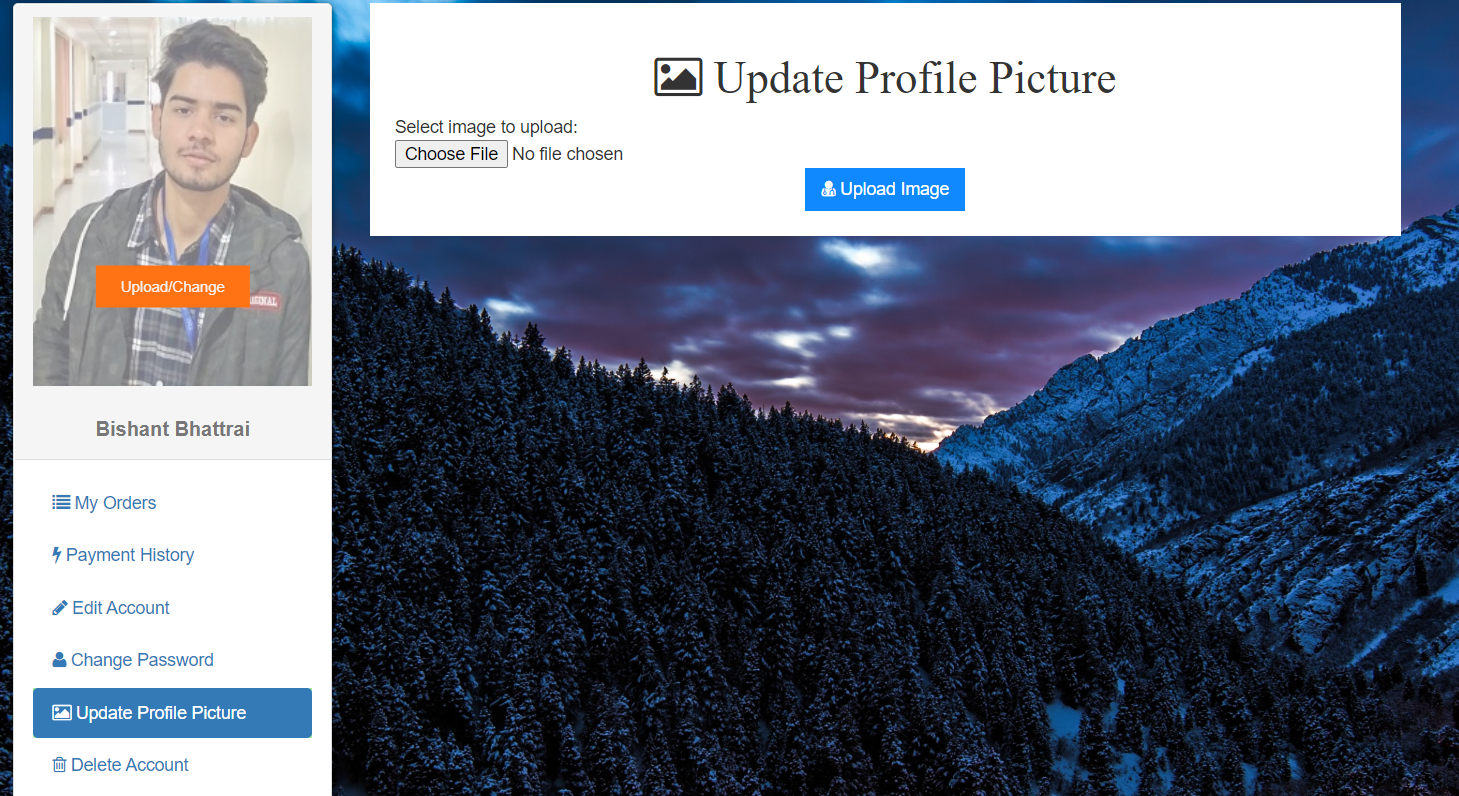 Update Profile Picture
Select image to upload:
Choose File No file chosen
Upload Image
Upload/Change
Bishant Bhattrai
My Orders
Payment History
Edit Account
Change Password
Update Profile Picture
Delete Account